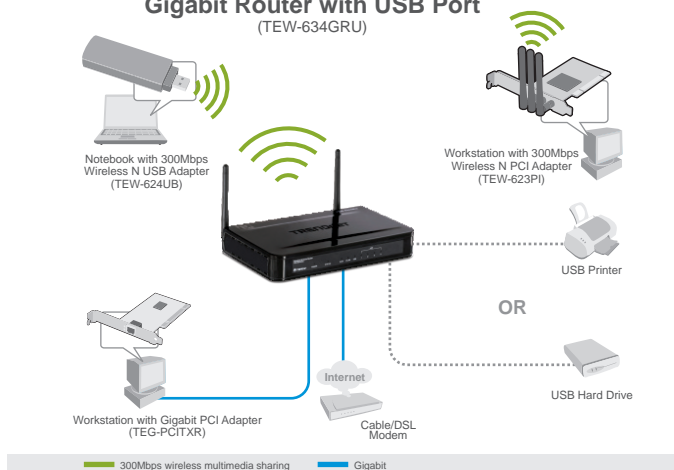 Gigabit Router with USB Port
(TEW-634GRU)
Notebook with 300Mbps
Wireless N USB Adapter
(TEW-624UB)
Workstation with 300Mbps
Wireless N PCI Adapter
(TEW-623PI)
TRENDNET
USB Printer
OR
USB Hard Drive
Internet
Cable/DSL
Modem
Workstation with Gigabit PCI Adapter
(TEG-PCITXR)
300Mbps wireless multimedia sharing
Gigabit